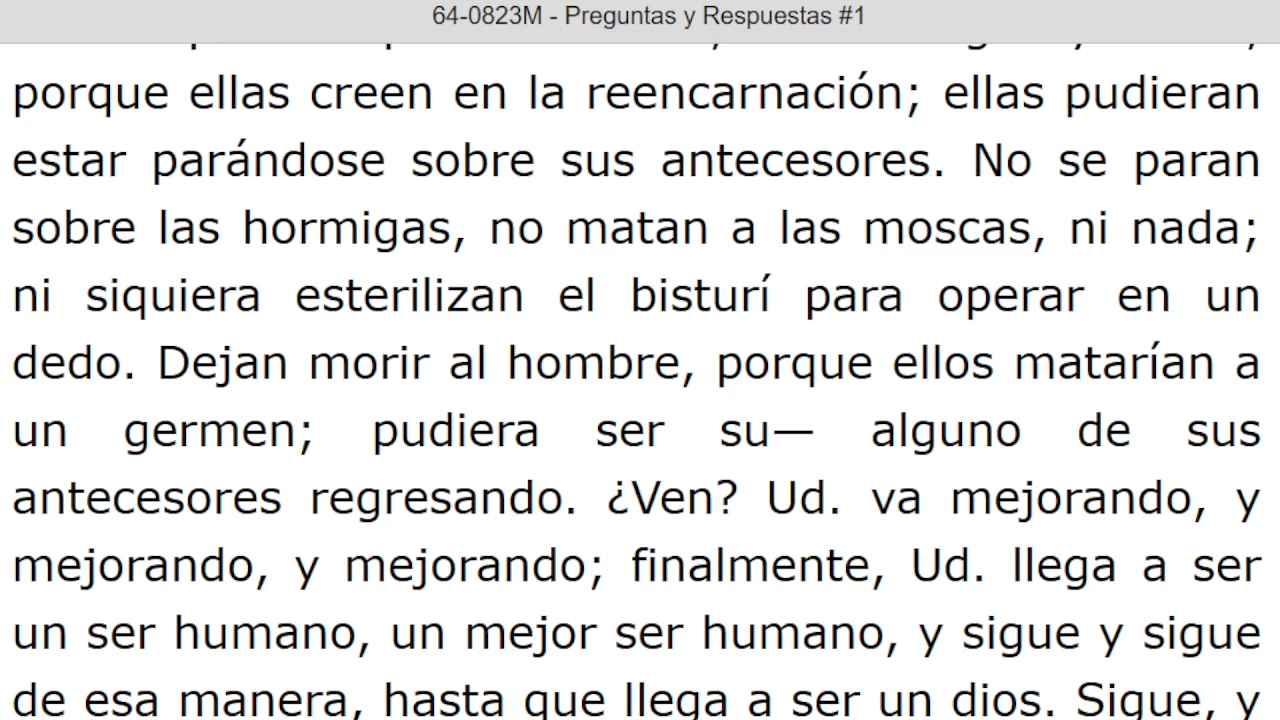 64-0823M - Preguntas y Respuestas #1
porque ellas creen en la reencarnación; ellas pudieran
estar parándose sobre sus antecesores. No se paran
sobre las hormigas, no matan a las moscas, ni nada;
ni siquiera esterilizan el bisturí para operar en un
dedo. Dejan morir al hombre, porque ellos matarían a
un germen; pudiera ser su— alguno de sus
antecesores regresando. ¿Ven? Ud. va mejorando, y
mejorando, y mejorando; finalmente, Ud. llega a ser
un ser humano, un mejor ser humano, y sigue y sigue
de esa manera, hasta que llega a ser un dios. Sigue, y